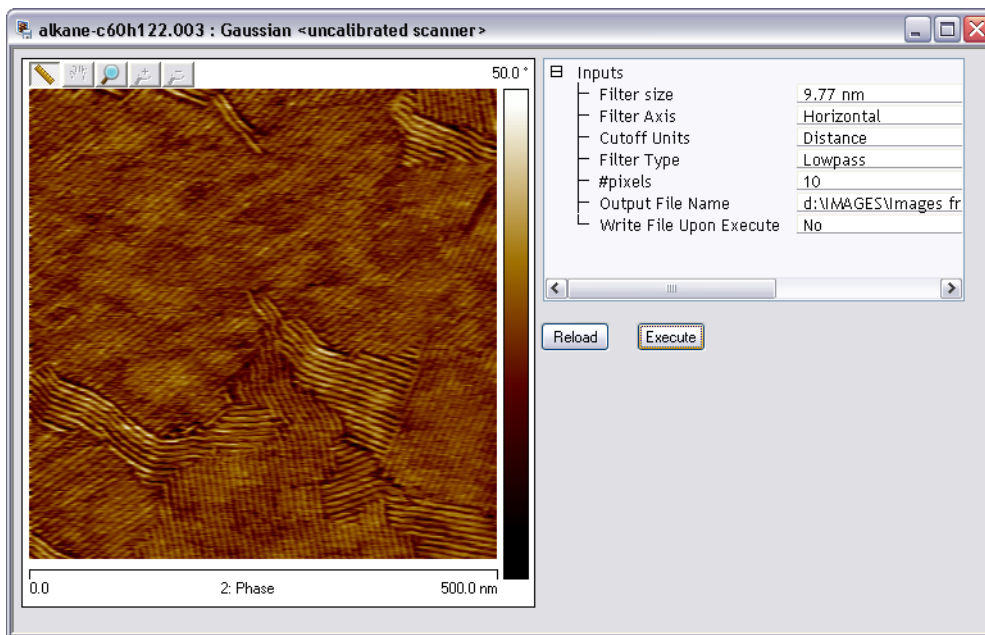 alkane-c60h122.003 : Gaussian <uncalibrated scanner>
50.0 °
0.0 2: Phase 500.0 nm
Inputs
Filter size 9.77 nm
Filter Axis Horizontal
Cutoff Units Distance
Filter Type Lowpass
#pixels 10
Output File Name d:\IMAGES\Images fr
Write File Upon Execute No
Reload Execute